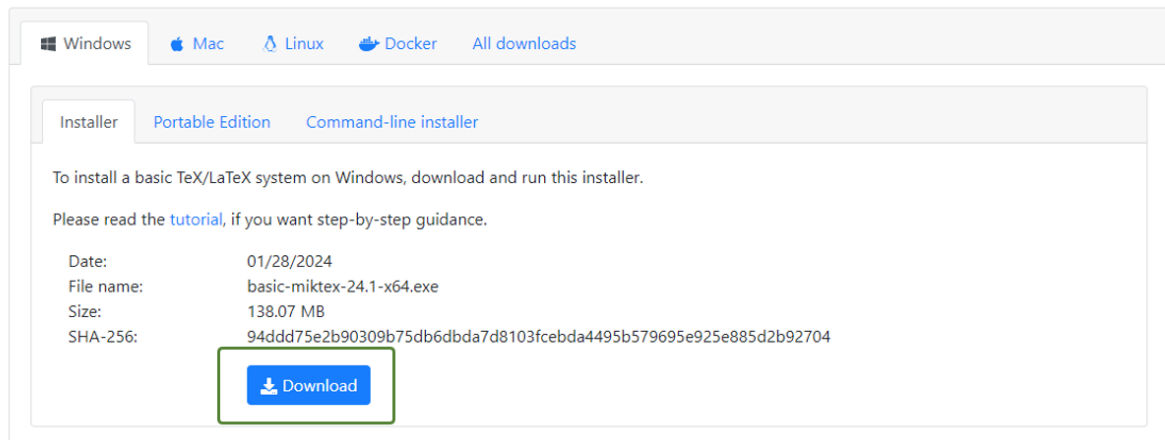 Windows Mac Linux Docker All downloads
Installer Portable Edition Command-line installer
To install a basic TeX/LaTeX system on Windows, download and run this installer.
Please read the tutorial, if you want step-by-step guidance.
Date: 01/28/2024
File name: basic-miktex-24.1-x64.exe
Size: 138.07 MB
SHA-256: 94ddd75e2b90309b75db6dbda7d8103fcebda4495b579695e925e885d2b92704
Download